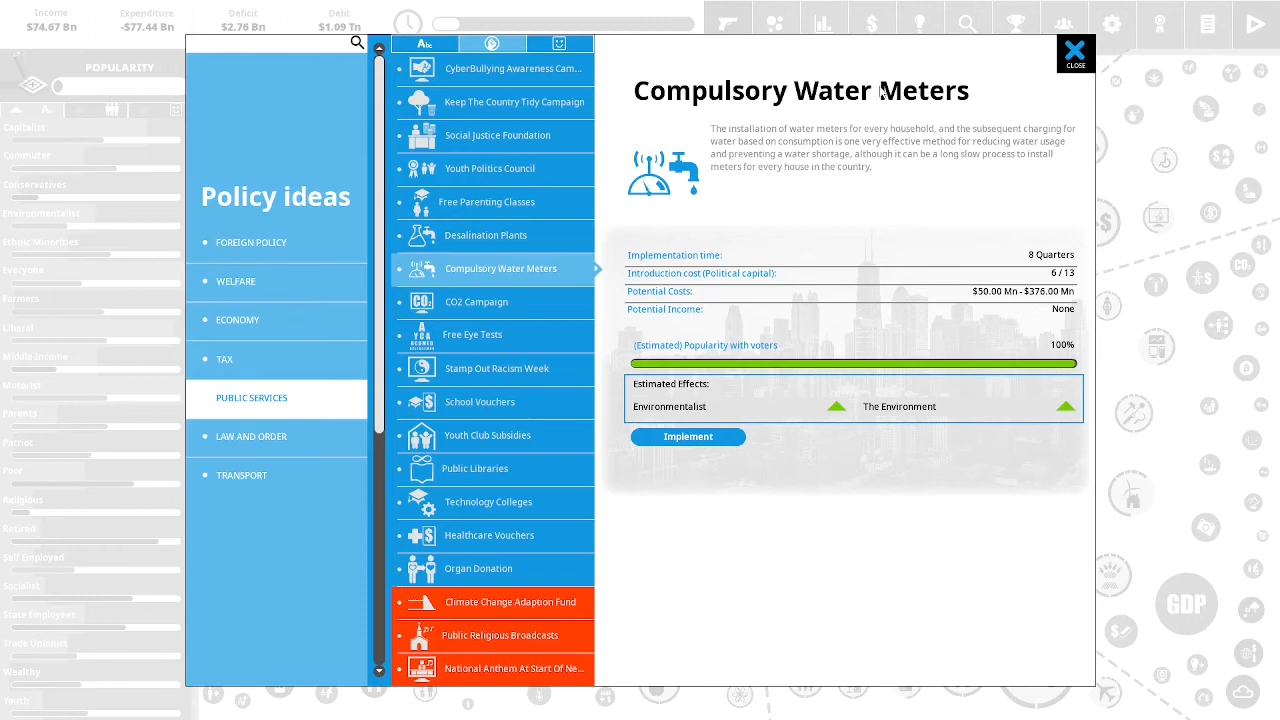 Income
$74.67 Bn
Expenditure
-$77.44 Bn
Deficit
$2.76 Bn
Debt
$1.09 Tn
POPULARITY
Abc
Capitalist
Commuter
Conservatives
Environmentalist
Ethnic Minorities
Everyone
Farmers
Liberal
Middle Income
Motorist
Parents
Patriot
Poor
Religious
Retired
Self Employed
Socialist
State Employees
Trade Unionist
Wealthy
Youth
Policy ideas
FOREIGN POLICY
WELFARE
ECONOMY
TAX
PUBLIC SERVICES
LAW AND ORDER
TRANSPORT
CyberBullying Awareness Cam...
Keep The Country Tidy Campaign
Social Justice Foundation
Youth Politics Council
Free Parenting Classes
Desalination Plants
Compulsory Water Meters
CO2 Campaign
Free Eye Tests
Stamp Out Racism Week
School Vouchers
Youth Club Subsidies
Public Libraries
Technology Colleges
Healthcare Vouchers
Organ Donation
Climate Change Adaption Fund
Public Religious Broadcasts
National Anthem At Start Of Ne...
CLOSE
Compulsory Water Meters
The installation of water meters for every household, and the subsequent charging for
water based on consumption is one very effective method for reducing water usage
and preventing a water shortage, although it can be a long slow process to install
meters for every house in the country.
Implementation time: 8 Quarters
Introduction cost (Political capital): 6 / 13
Potential Costs: $50.00 Mn - $376.00 Mn
Potential Income: None
(Estimated) Popularity with voters 100%
Estimated Effects:
Environmentalist The Environment
Implement
GDP